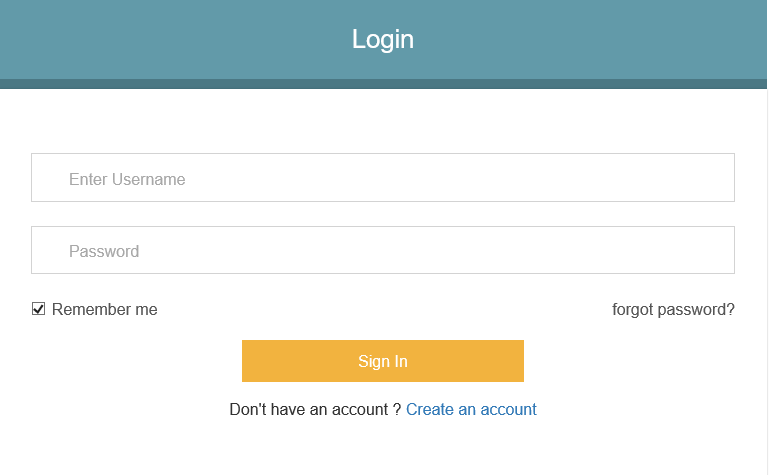 Login
Enter Username
Password
Remember me forgot password?
Sign In
Don't have an account ? Create an account